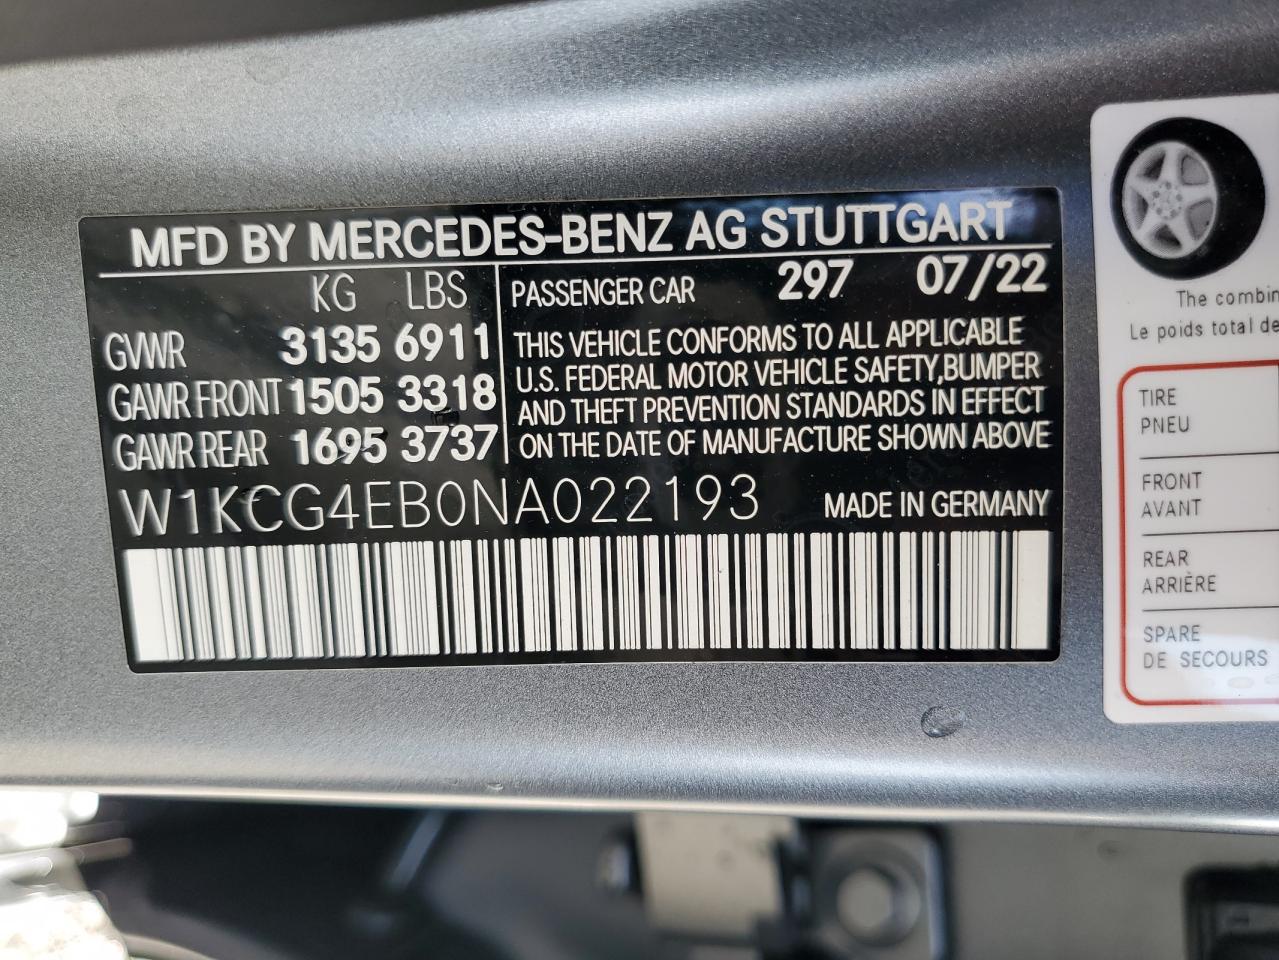 MFD BY MERCEDES-BENZ AG STUTTGART
KG LBS
GVWR 3135 6911
GAWR FRONT 1505 3318
GAWR REAR 1695 3737
PASSENGER CAR 297 07/22
THIS VEHICLE CONFORMS TO ALL APPLICABLE
U.S. FEDERAL MOTOR VEHICLE SAFETY, BUMPER
AND THEFT PREVENTION STANDARDS IN EFFECT
ON THE DATE OF MANUFACTURE SHOWN ABOVE
W1KCG4EB0NA022193 MADE IN GERMANY
The combin
Le poids total de
TIRE
PNEU
FRONT
AVANT
REAR
ARRIÈRE
SPARE
DE SECOURS